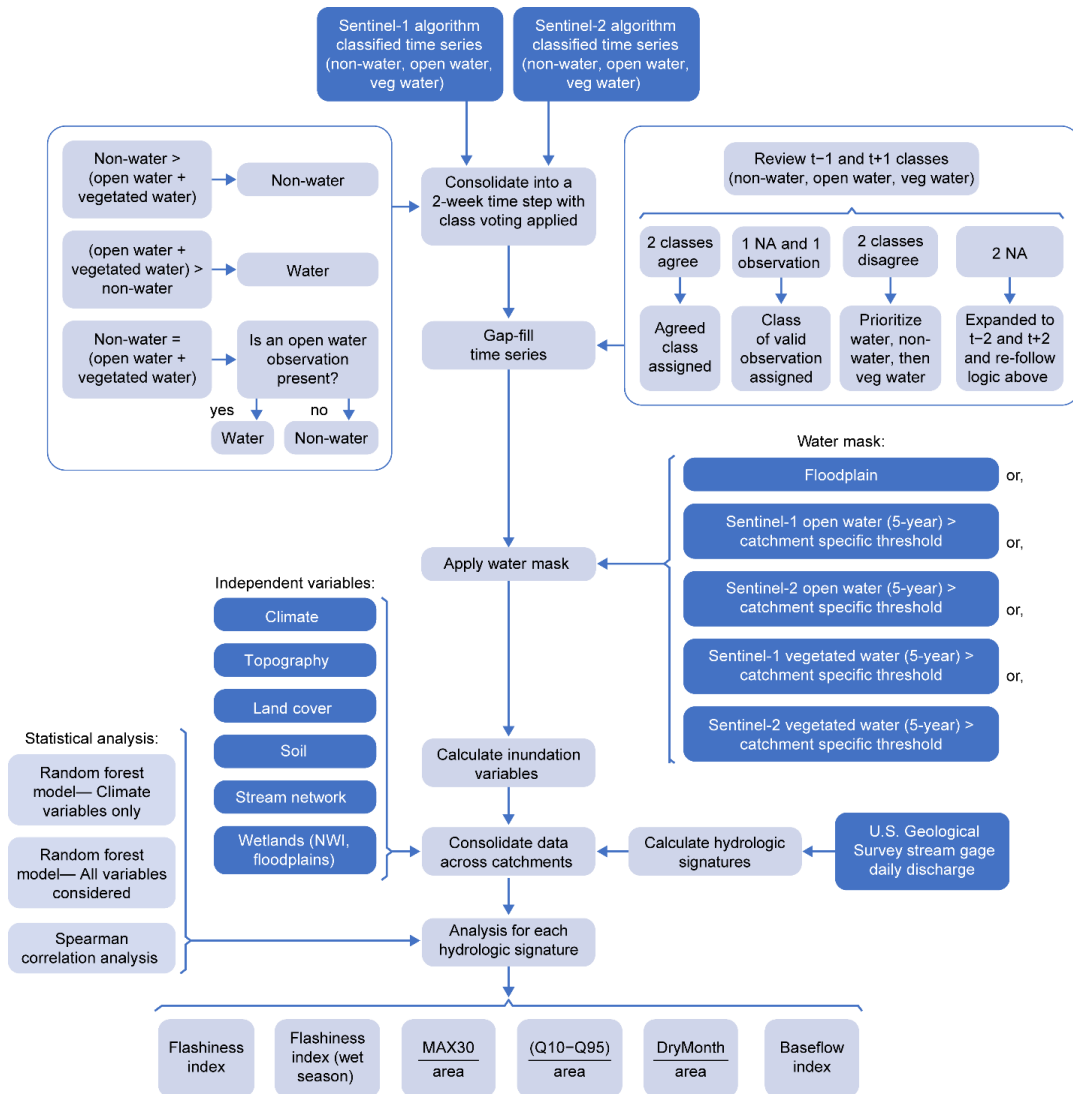 Sentinel-1 algorithm
classified time series
(non-water, open water,
veg water)
Sentinel-2 algorithm
classified time series
(non-water, open water,
veg water)
Non-water >
(open water +
vegetated water)
Non-water
(open water +
vegetated water) >
non-water
Water
Non-water =
(open water +
vegetated water)
Is an open water
observation
present?
yes
no
Water
Non-water
Consolidate into a
2-week time step with
class voting applied
Review t−1 and t+1 classes
(non-water, open water, veg water)
2 classes
agree
1 NA and 1
observation
2 classes
disagree
2 NA
Agreed
class
assigned
Class
of valid
observation
assigned
Prioritize
water, non-
water, then
veg water
Expanded to
t−2 and t+2
and re-follow
logic above
Gap-fill
time series
Water mask:
Floodplain
or,
Sentinel-1 open water (5-year) >
catchment specific threshold
or,
Sentinel-2 open water (5-year) >
catchment specific threshold
or,
Sentinel-1 vegetated water (5-year) >
catchment specific threshold
or,
Sentinel-2 vegetated water (5-year) >
catchment specific threshold
Apply water mask
Independent variables:
Climate
Topography
Land cover
Soil
Stream network
Wetlands (NWI,
floodplains)
Calculate inundation
variables
Consolidate data
across catchments
Calculate hydrologic
signatures
U.S. Geological
Survey stream gage
daily discharge
Statistical analysis:
Random forest
model— Climate
variables only
Random forest
model— All variables
considered
Spearman
correlation analysis
Analysis for each
hydrologic signature
Flashiness
index
Flashiness
index (wet
season)
MAX30
area
(Q10−Q95)
area
DryMonth
area
Baseflow
index